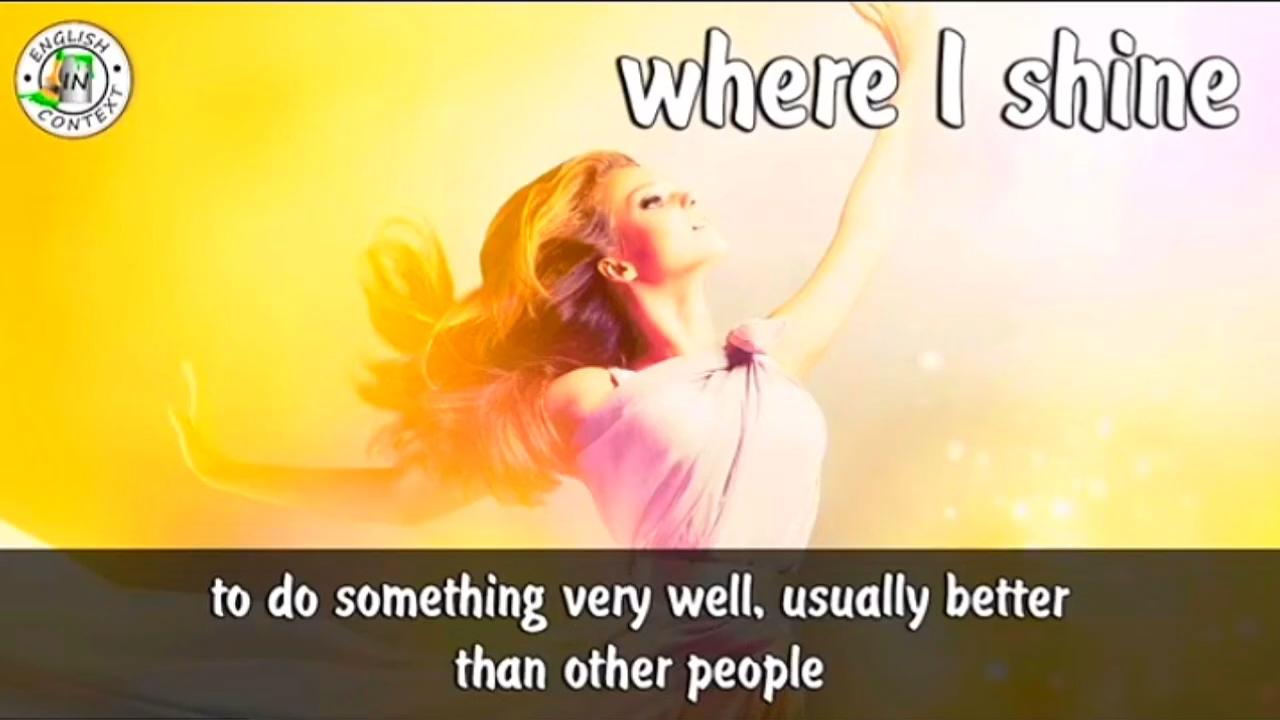 ENGLISH
IN
CONTEXT
where I shine
to do something very well, usually better
than other people